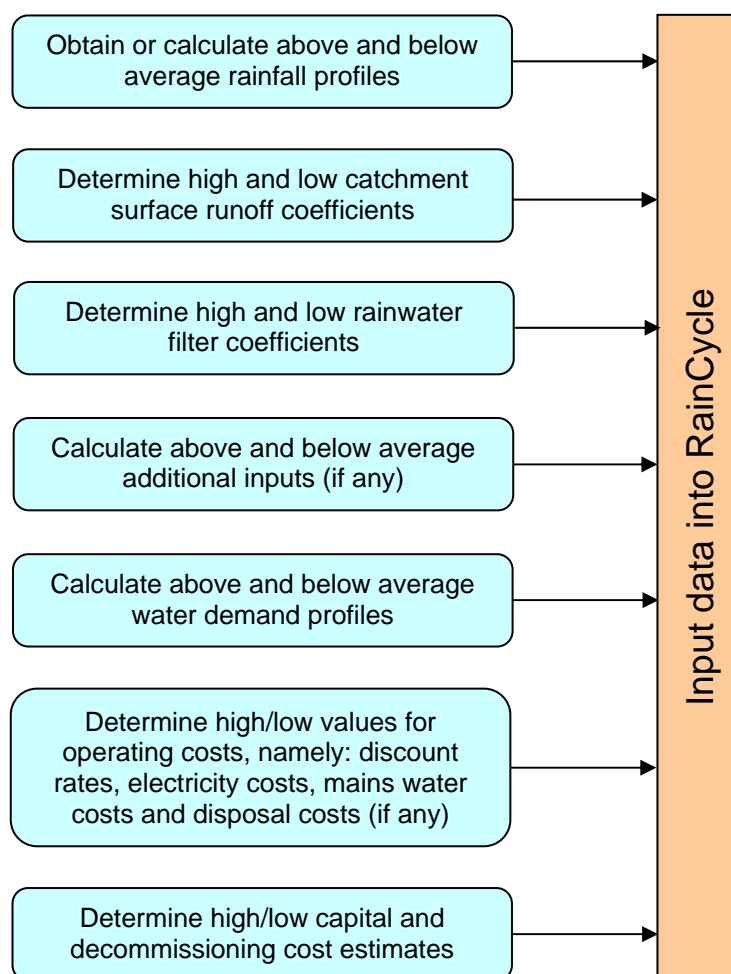 Obtain or calculate above and below
average rainfall profiles
Determine high and low catchment
surface runoff coefficients
Determine high and low rainwater
filter coefficients
Calculate above and below average
additional inputs (if any)
Calculate above and below average
water demand profiles
Determine high/low values for
operating costs, namely: discount
rates, electricity costs, mains water
costs and disposal costs (if any)
Determine high/low capital and
decommissioning cost estimates
Input data into RainCycle